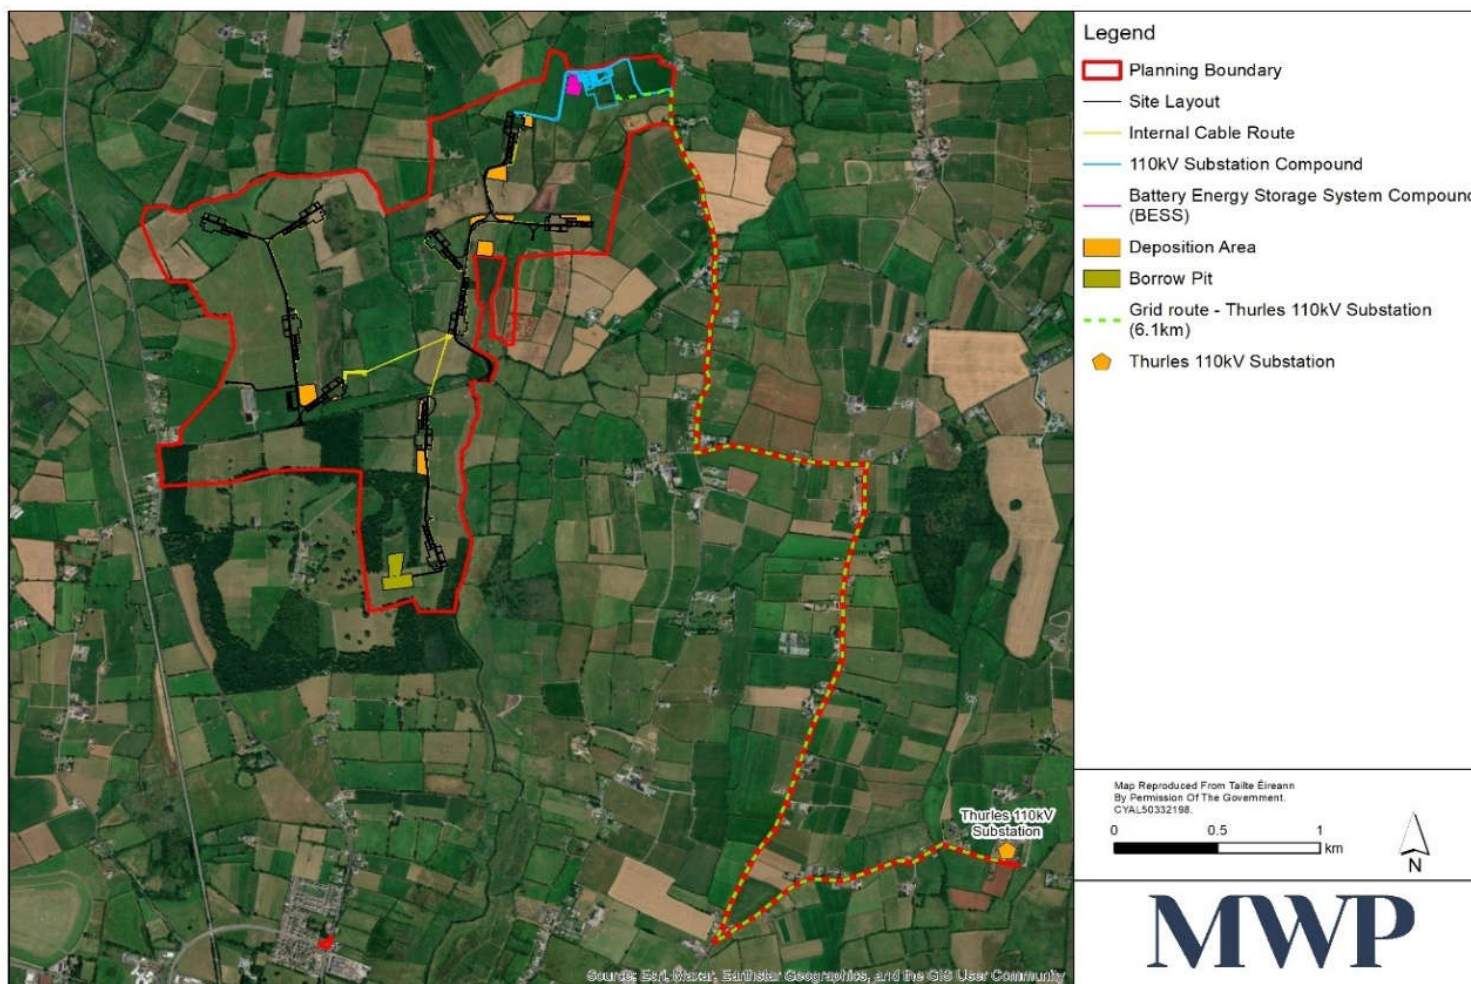 Legend
Planning Boundary
Site Layout
Internal Cable Route
110kV Substation Compound
Battery Energy Storage System Compound
(BESS)
Deposition Area
Borrow Pit
Grid route - Thurles 110kV Substation
(6.1km)
Thurles 110kV Substation
Thurles 110kV
Substation
Source: Esri, Maxar, Earthstar Geographics, and the GIS User Community
Map Reproduced From Tailte Éireann
By Permission Of The Government.
CYAL50332198.
0 0.5 1
km
N
MWP